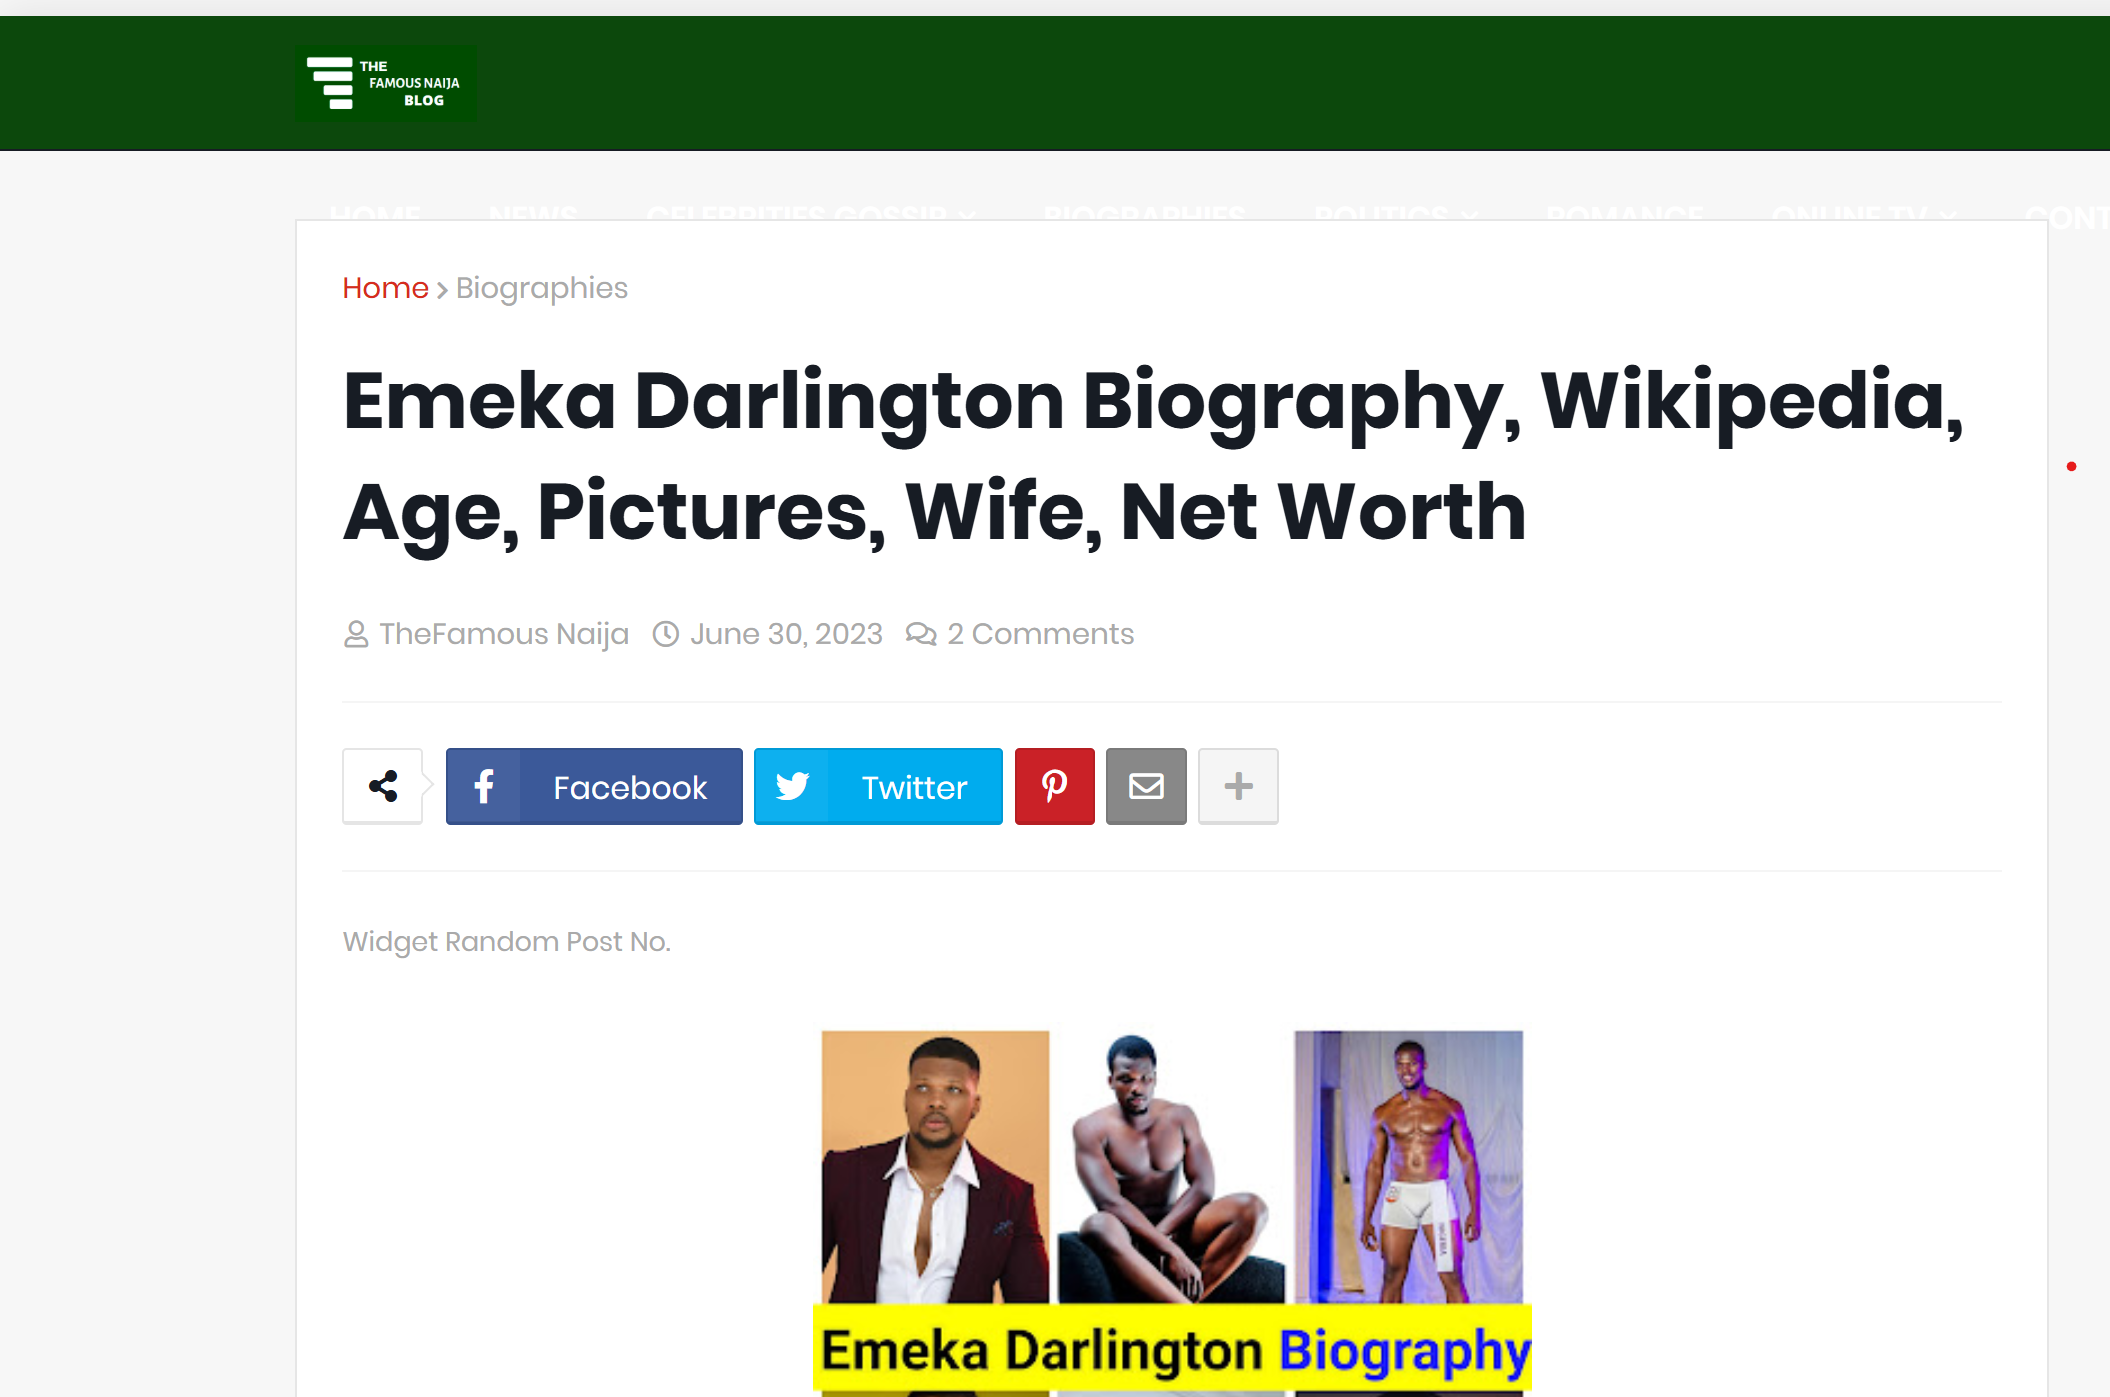 THE
FAMOUS NAIJA
BLOG
HOME NEWS CELEBRITIES GOSSIP BIOGRAPHIES POLITICS ROMANCE ONLINE TV CONT
Home > Biographies
Emeka Darlington Biography, Wikipedia,
Age, Pictures, Wife, Net Worth
TheFamous Naija June 30, 2023 2 Comments
Facebook Twitter
Widget Random Post No.
Emeka Darlington Biography